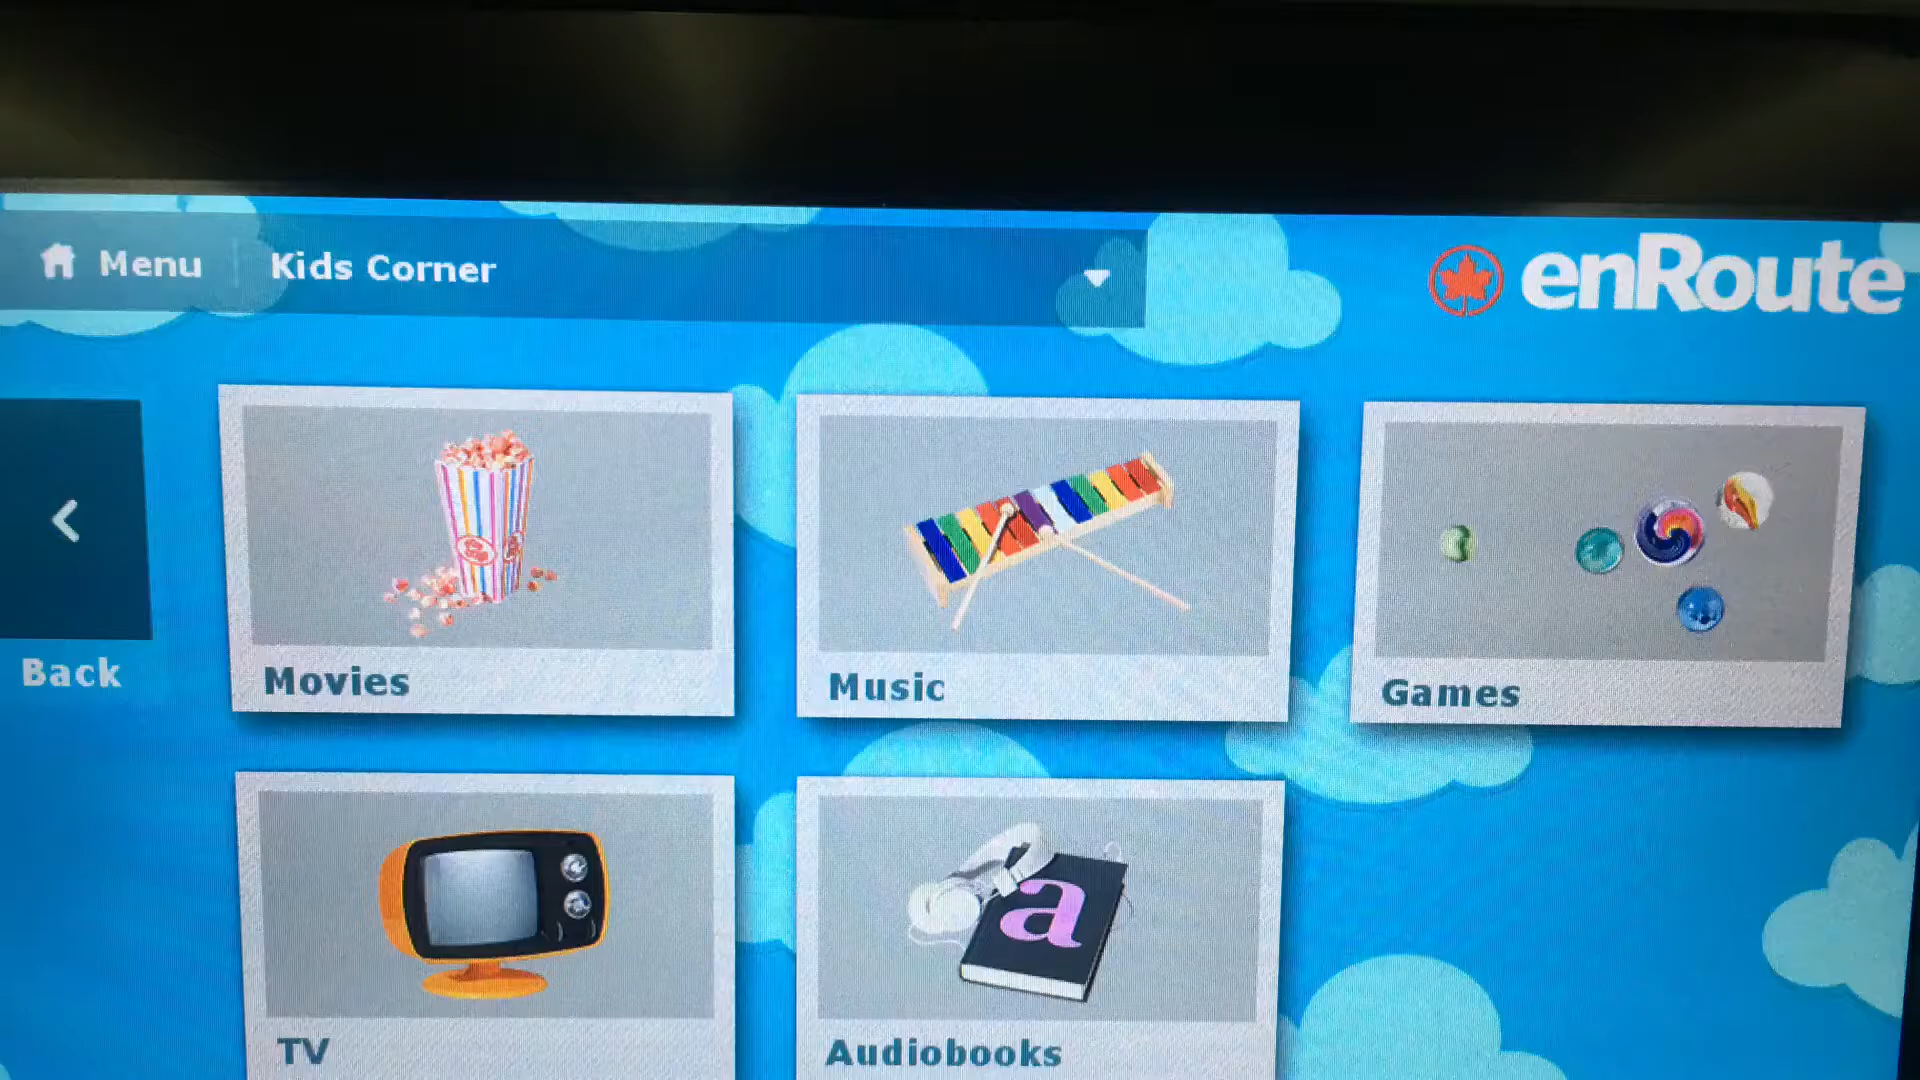 Menu
Kids Corner
enRoute
Back
Movies
Music
Games
a
TV
Audiobooks